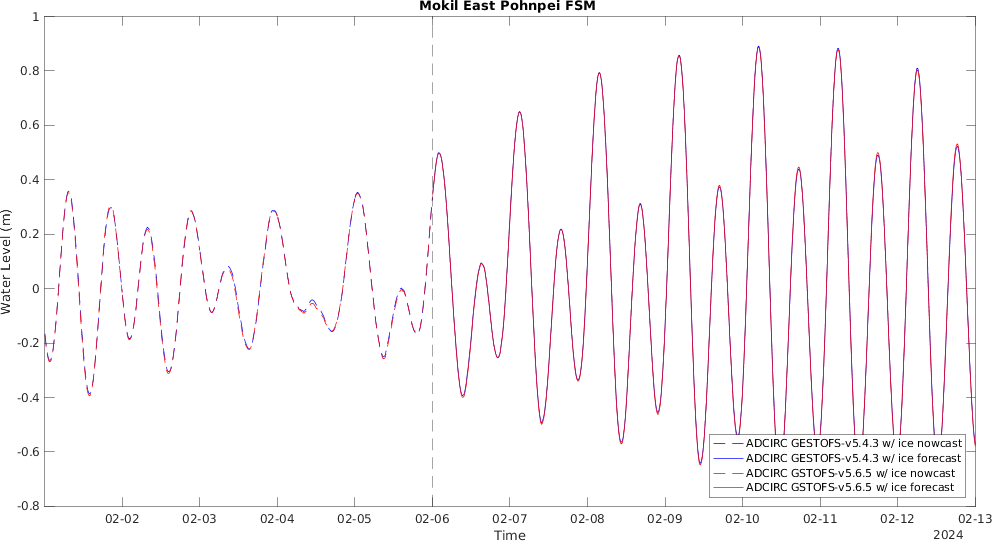 Mokil East Pohnpei FSM
1
0.8
0.6
0.4
0.2
0
-0.2
-0.4
-0.6
-0.8
Water Level (m)
ADCIRC GESTOFS-v5.4.3 w/ ice nowcast
ADCIRC GESTOFS-v5.4.3 w/ ice forecast
ADCIRC GSTOFS-v5.6.5 w/ ice nowcast
ADCIRC GSTOFS-v5.6.5 w/ ice forecast
02-02 02-03 02-04 02-05 02-06 02-07 02-08 02-09 02-10 02-11 02-12 02-13
Time
2024